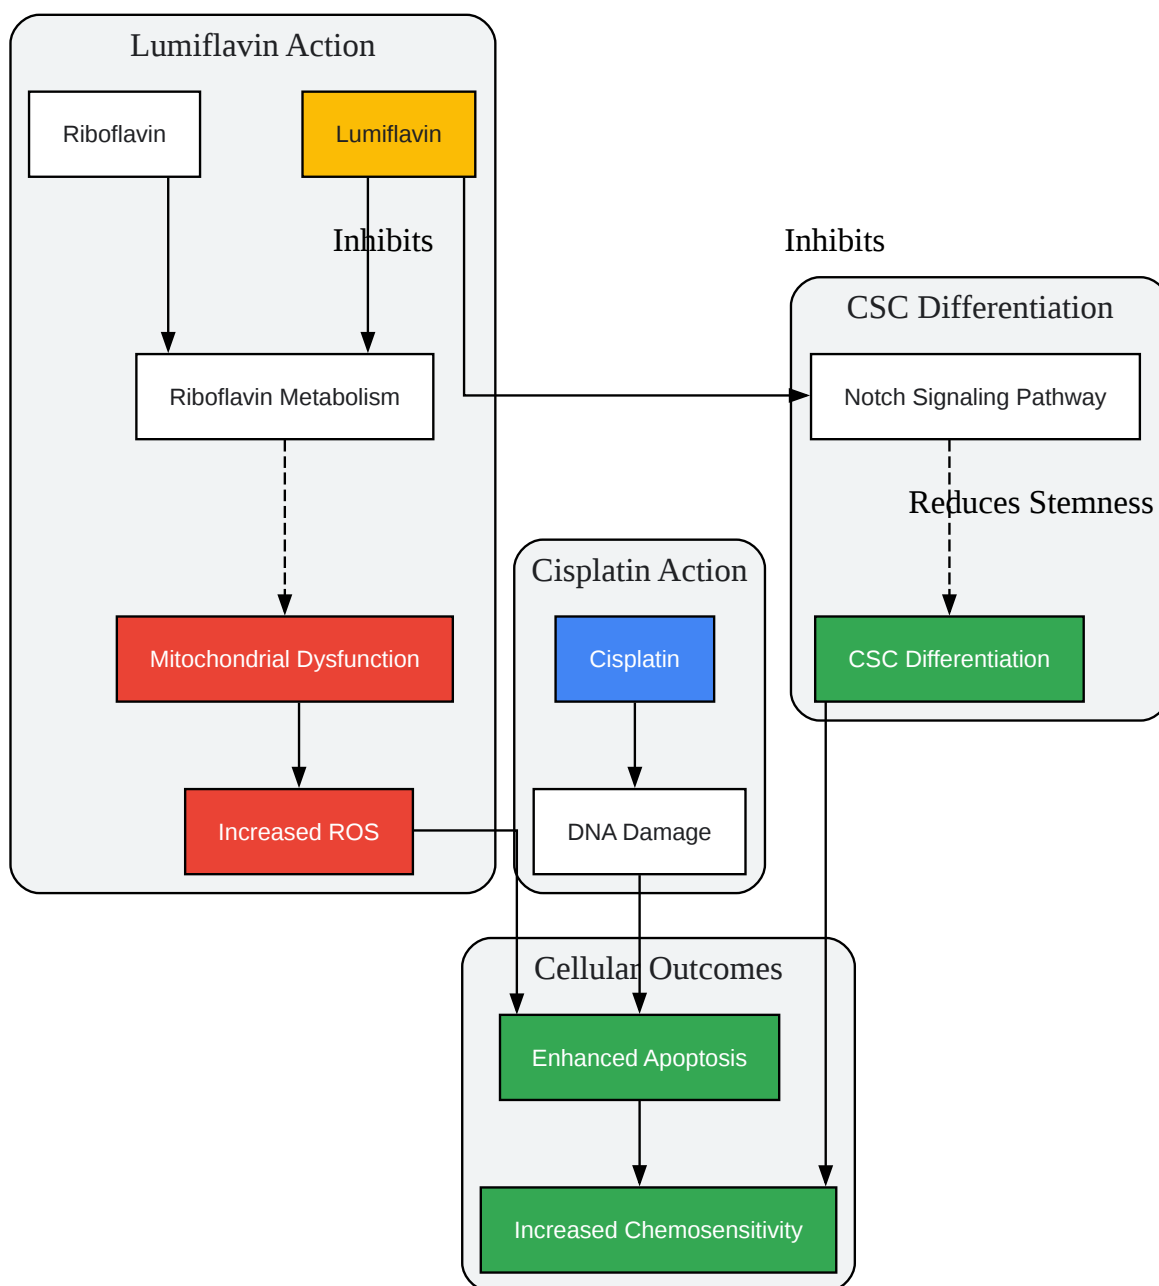 Lumiflavin Action
Riboflavin
Lumiflavin
Inhibits
Inhibits
CSC Differentiation
Riboflavin Metabolism
Notch Signaling Pathway
Reduces Stemness
Cisplatin Action
Mitochondrial Dysfunction
Cisplatin
CSC Differentiation
Increased ROS
DNA Damage
Cellular Outcomes
Enhanced Apoptosis
Increased Chemosensitivity